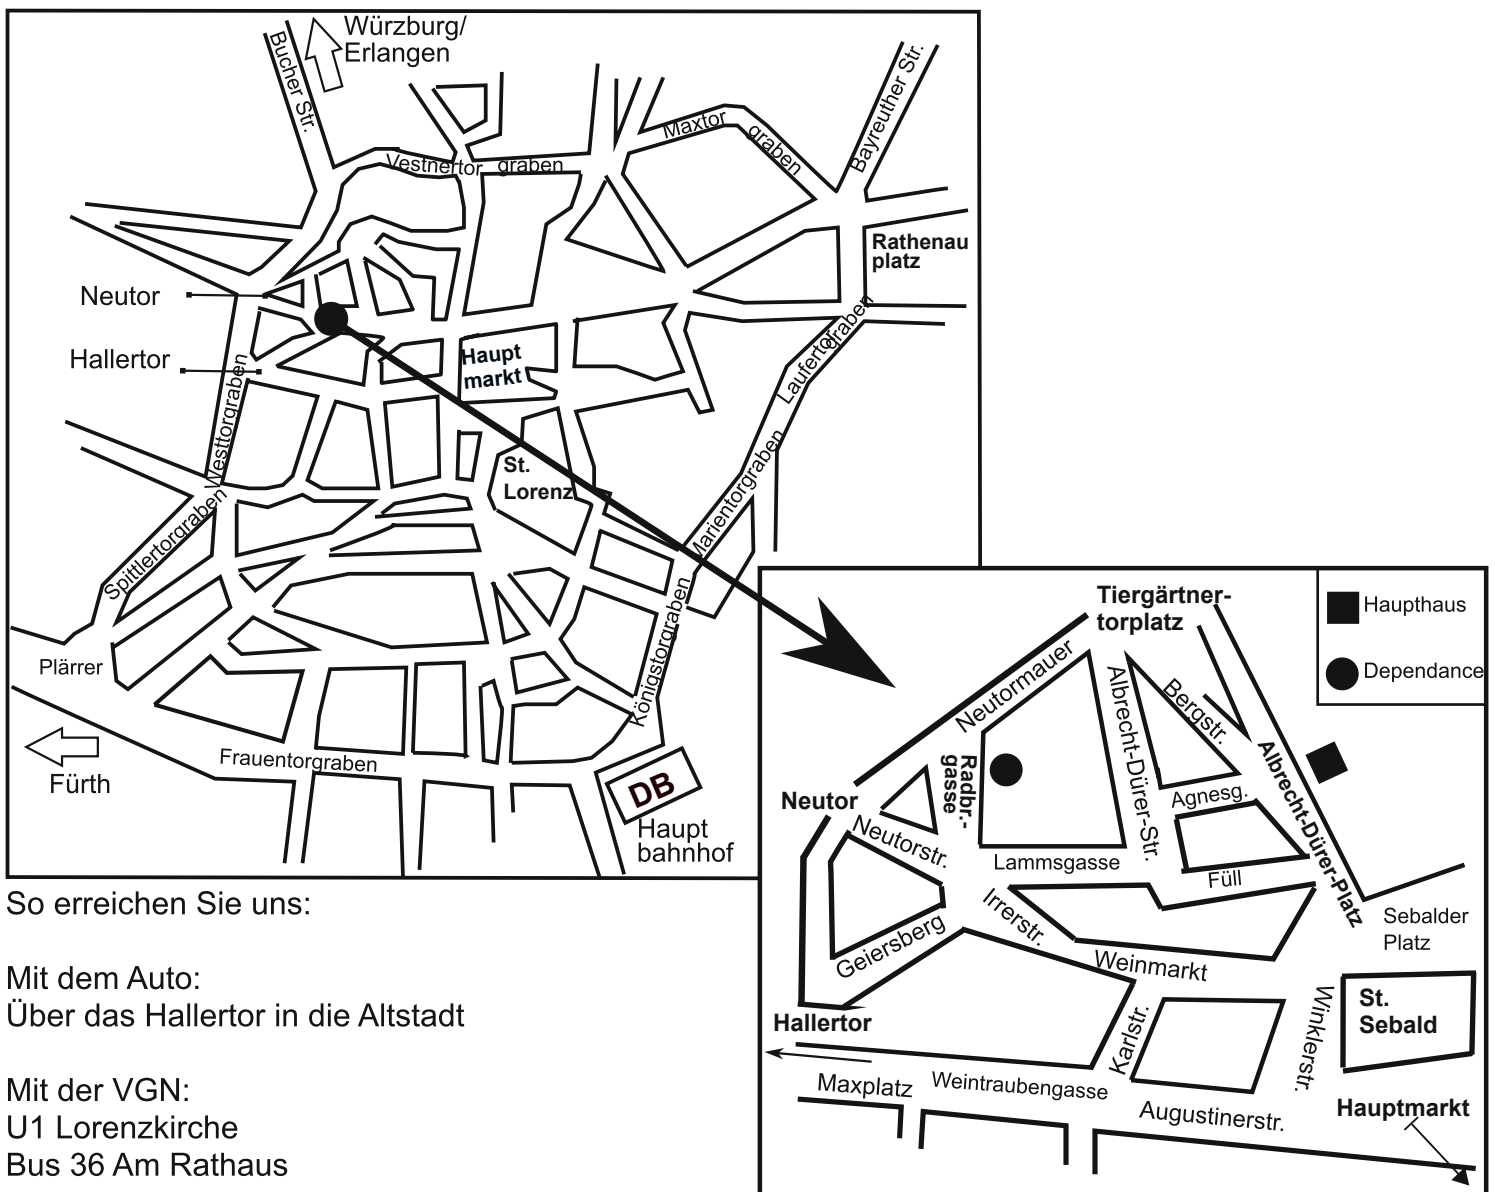 Würzburg/
Erlangen
Bucher Str.
Vestnertor graben
Maxtor
graben
Bayreuther Str.
Rathenau
platz
Neutor
Hallertor
Haupt
markt
Laufertor
graben
Vesttorgraben
St.
Lorenz
Marientorgraben
Spittlertorgraben
Königstorgraben
Plärrer
Frauentorgraben
Fürth
DB
Haupt
bahnhof
So erreichen Sie uns:
Mit dem Auto:
Über das Hallertor in die Altstadt
Mit der VGN:
U1 Lorenzkirche
Bus 36 Am Rathaus
Tiergärtner-
torplatz
Haupthaus
Dependance
Neutormauer
Albrecht-Dürer-Str.
Bergstr.
Albrecht-Dürer-Platz
Radbr.-
gasse
Neutor
Neutorstr.
Agnesg.
Lammsgasse
Füll
Irrerstr.
Geiersberg
Weinmarkt
Sebalder
Platz
St.
Sebald
Hallertor
Karlstr.
Winklerstr.
Maxplatz
Weintraubengasse
Augustinerstr.
Hauptmarkt